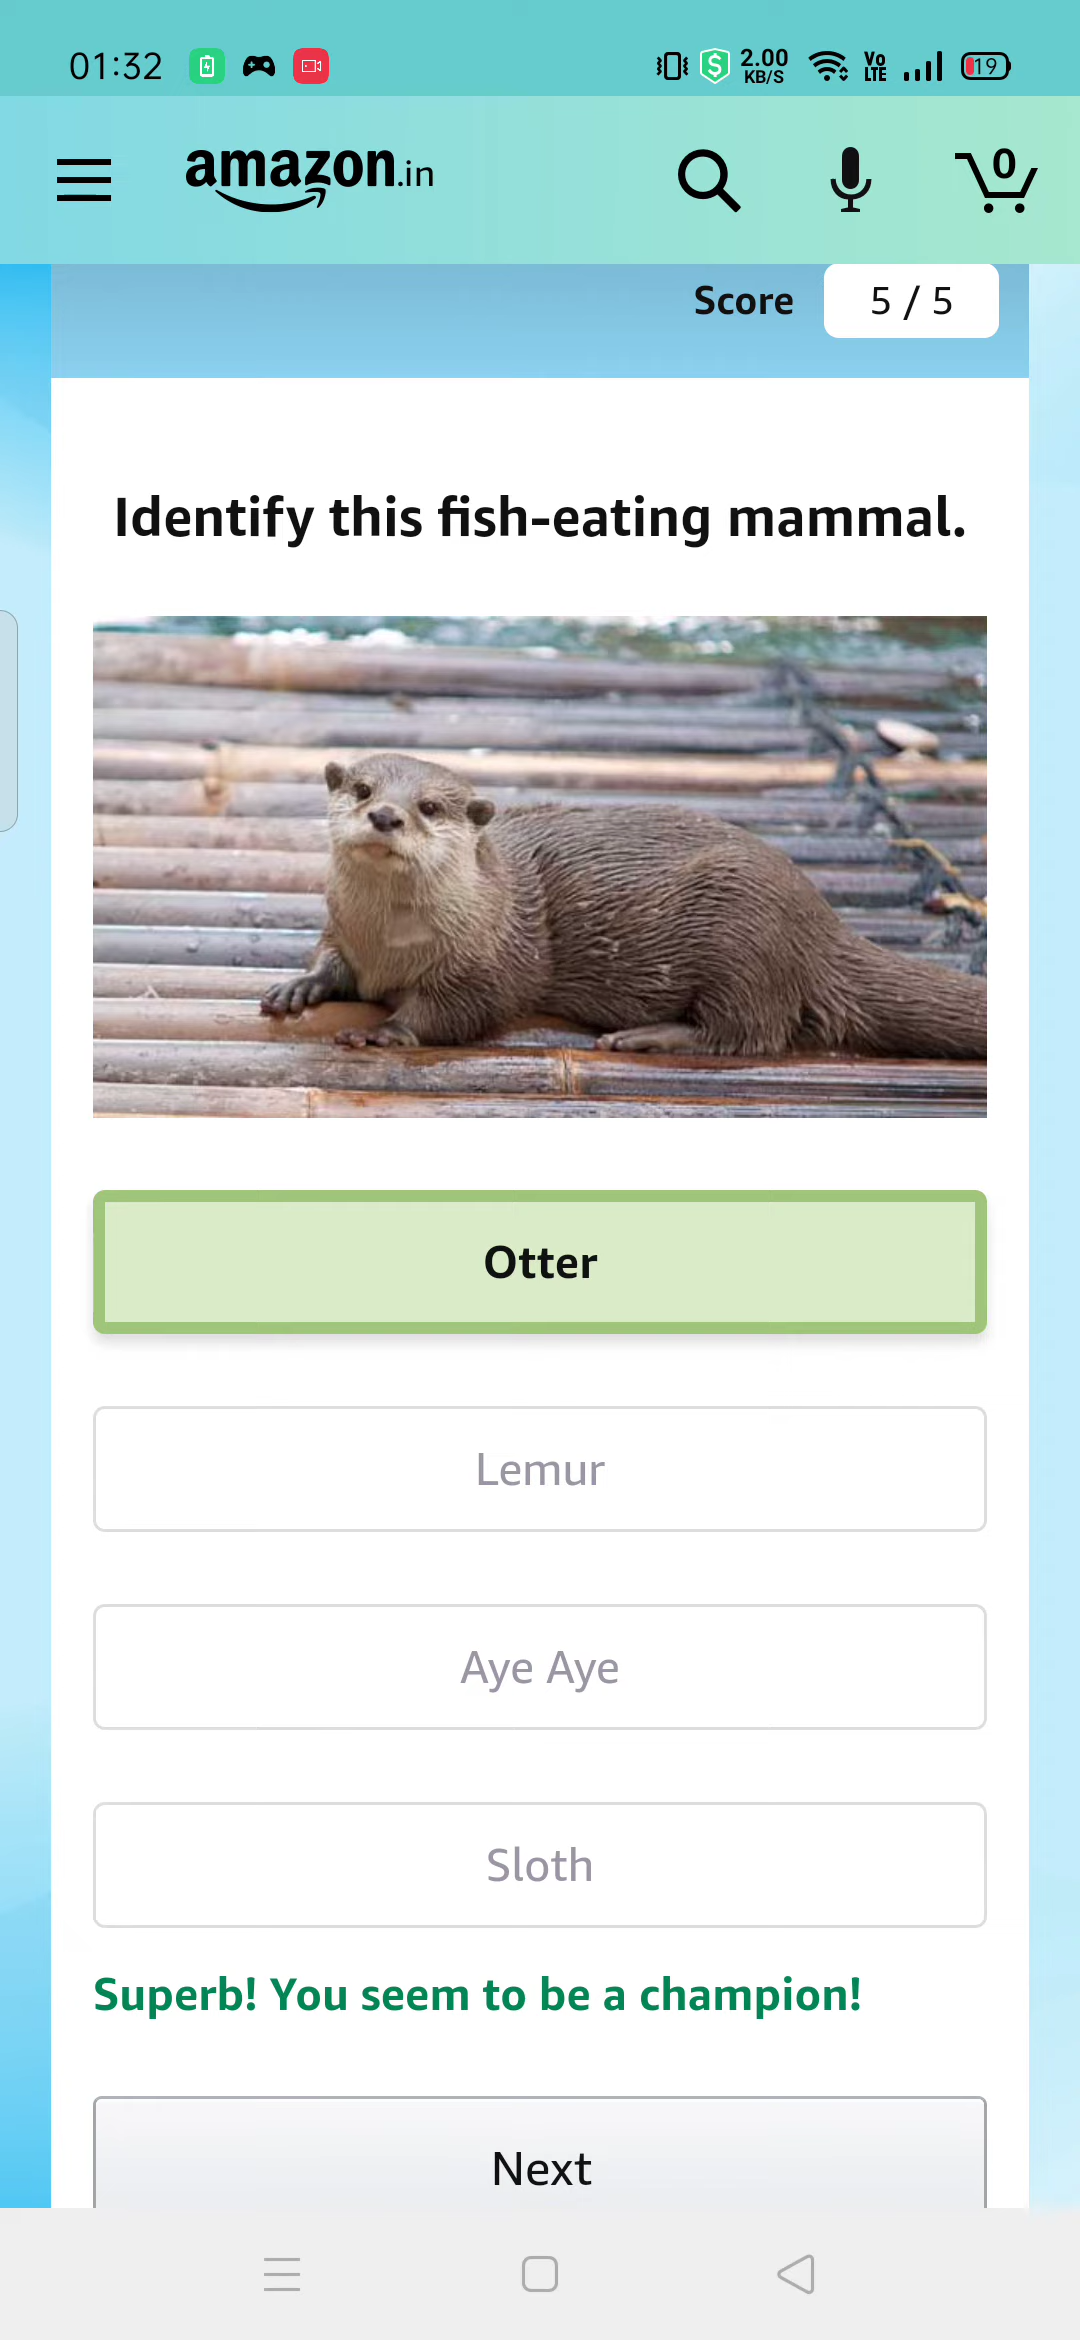 01:32 2.00 KB/S Vo LTE 19
amazon.in 0
Score 5 / 5
Identify this fish-eating mammal.
Otter
Lemur
Aye Aye
Sloth
Superb! You seem to be a champion!
Next